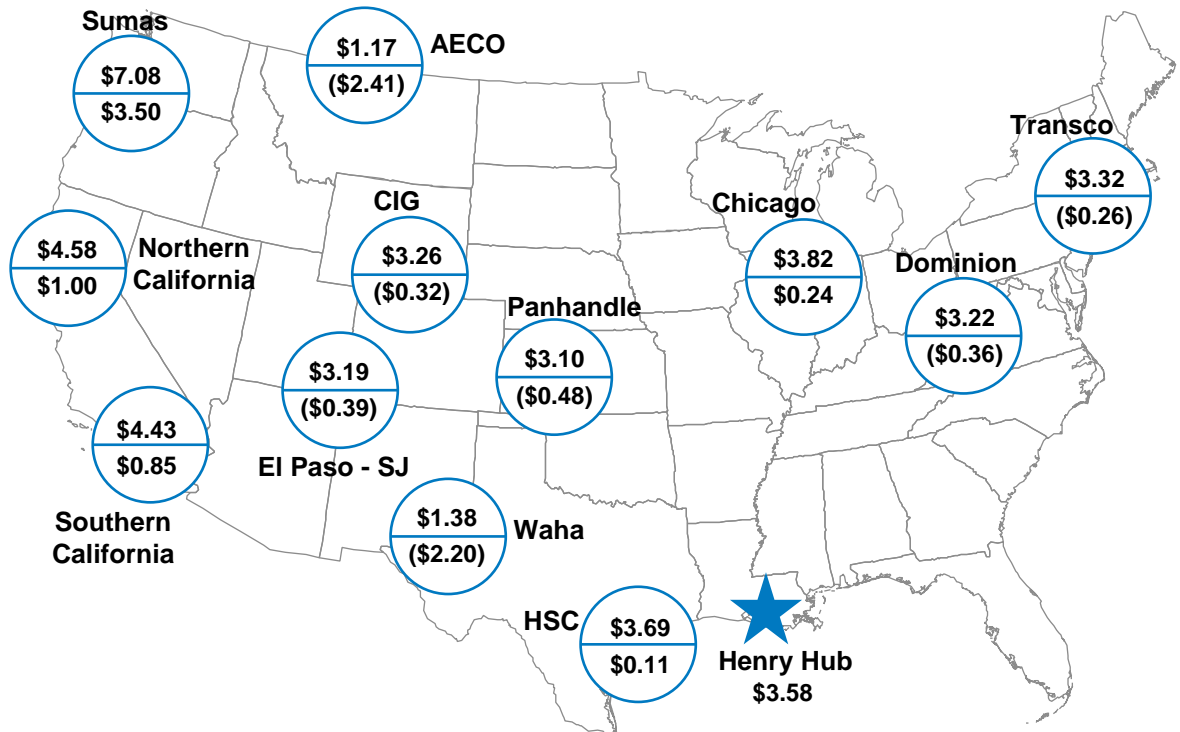 Sumas
$7.08
$3.50
AECO
$1.17
($2.41)
Transco
$3.32
($0.26)
CIG
$3.26
($0.32)
Chicago
$3.82
$0.24
Northern
California
$4.58
$1.00
Dominion
$3.22
($0.36)
Panhandle
$3.10
($0.48)
$3.19
($0.39)
El Paso - SJ
$4.43
$0.85
Southern
California
$1.38
($2.20)
Waha
HSC
$3.69
$0.11
Henry Hub
$3.58